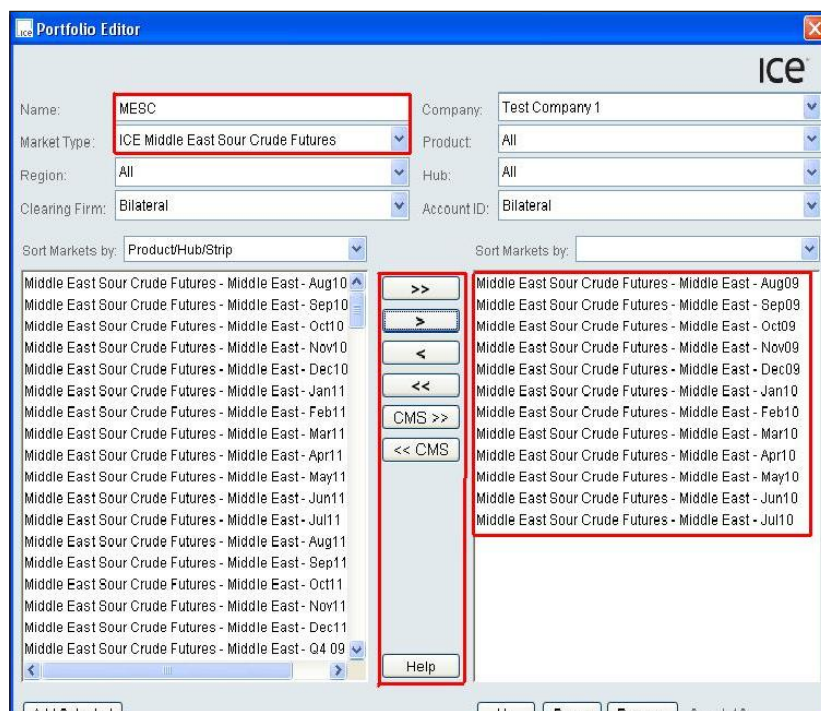 ice Portfolio Editor
ice
Name: MESC Company: Test Company 1
Market Type: ICE Middle East Sour Crude Futures Product: All
Region: All Hub: All
Clearing Firm: Bilateral Account ID: Bilateral
Sort Markets by: Product/Hub/Strip Sort Markets by:
Middle East Sour Crude Futures - Middle East - Aug10
Middle East Sour Crude Futures - Middle East - Sep10
Middle East Sour Crude Futures - Middle East - Oct10
Middle East Sour Crude Futures - Middle East - Nov10
Middle East Sour Crude Futures - Middle East - Dec10
Middle East Sour Crude Futures - Middle East - Jan11
Middle East Sour Crude Futures - Middle East - Feb11
Middle East Sour Crude Futures - Middle East - Mar11
Middle East Sour Crude Futures - Middle East - Apr11
Middle East Sour Crude Futures - Middle East - May11
Middle East Sour Crude Futures - Middle East - Jun11
Middle East Sour Crude Futures - Middle East - Jul11
Middle East Sour Crude Futures - Middle East - Aug11
Middle East Sour Crude Futures - Middle East - Sep11
Middle East Sour Crude Futures - Middle East - Oct11
Middle East Sour Crude Futures - Middle East - Nov11
Middle East Sour Crude Futures - Middle East - Dec11
Middle East Sour Crude Futures - Middle East - Q4 09
>>
>
<
<<
CMS >>
<< CMS
Help
Middle East Sour Crude Futures - Middle East - Aug09
Middle East Sour Crude Futures - Middle East - Sep09
Middle East Sour Crude Futures - Middle East - Oct09
Middle East Sour Crude Futures - Middle East - Nov09
Middle East Sour Crude Futures - Middle East - Dec09
Middle East Sour Crude Futures - Middle East - Jan10
Middle East Sour Crude Futures - Middle East - Feb10
Middle East Sour Crude Futures - Middle East - Mar10
Middle East Sour Crude Futures - Middle East - Apr10
Middle East Sour Crude Futures - Middle East - May10
Middle East Sour Crude Futures - Middle East - Jun10
Middle East Sour Crude Futures - Middle East - Jul10